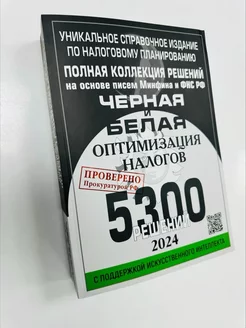 УНИКАЛЬНОЕ СПРАВОЧНОЕ ИЗДАНИЕ
ПО НАЛОГОВОМУ ПЛАНИРОВАНИЮ
ПОЛНАЯ КОЛЛЕКЦИЯ РЕШЕНИЙ
на основе писем Минфина и ФНС РФ
ЧЕРНАЯ
и
БЕЛАЯ
ОПТИМИЗАЦИЯ
НАЛОГОВ
ПРОВЕРЕНО
Прокуратурой РФ
5300
РЕШЕНИЙ
2024
С ПОДДЕРЖКОЙ ИСКУССТВЕННОГО ИНТЕЛЛЕКТА